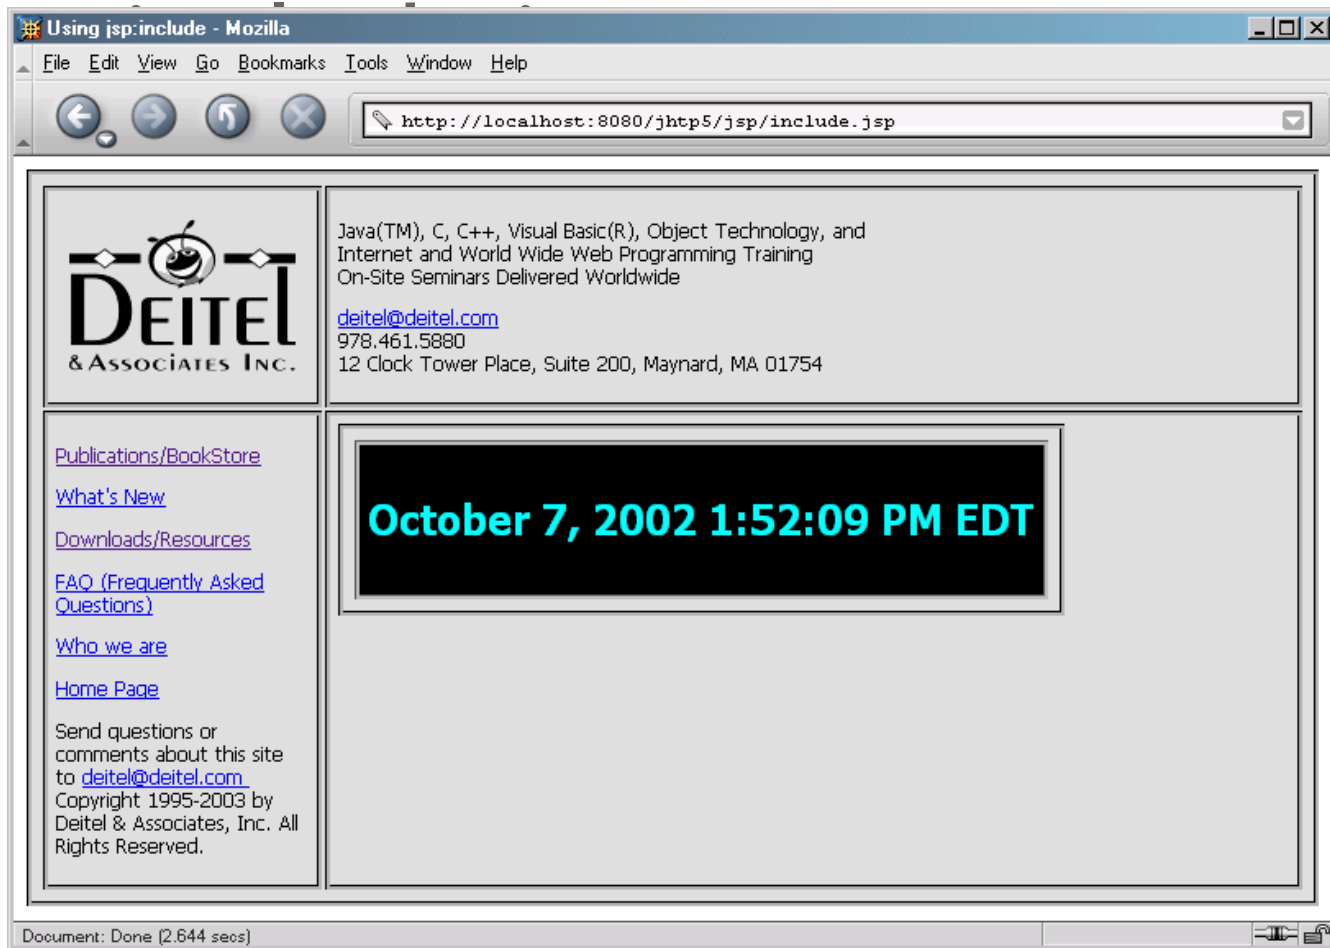 Using jsp:include - Mozilla
File Edit View Go Bookmarks Tools Window Help
http://localhost:8080/jhtp5/jsp/include.jsp
DEITEL
& ASSOCIATES INC.
Java(TM), C, C++, Visual Basic(R), Object Technology, and
Internet and World Wide Web Programming Training
On-Site Seminars Delivered Worldwide
deitel@deitel.com
978.461.5880
12 Clock Tower Place, Suite 200, Maynard, MA 01754
Publications/BookStore
What's New
Downloads/Resources
FAQ (Frequently Asked
Questions)
Who we are
Home Page
Send questions or
comments about this site
to deitel@deitel.com
Copyright 1995-2003 by
Deitel & Associates, Inc. All
Rights Reserved.
October 7, 2002 1:52:09 PM EDT
Document: Done (2.644 secs)